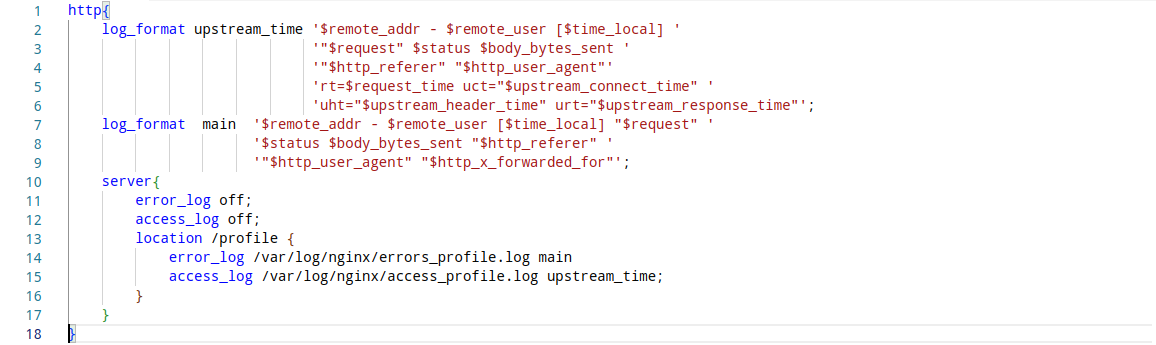 1 http{
2 log_format upstream_time '$remote_addr - $remote_user [$time_local] '
3 '"$request" $status $body_bytes_sent '
4 '"$http_referer" "$http_user_agent"'
5 'rt=$request_time uct="$upstream_connect_time" '
6 'uht="$upstream_header_time" urt="$upstream_response_time"';
7 log_format  main  '$remote_addr - $remote_user [$time_local] "$request" '
8 '$status $body_bytes_sent "$http_referer" '
9 '"$http_user_agent" "$http_x_forwarded_for"';
10 server{
11 error_log off;
12 access_log off;
13 location /profile {
14 error_log /var/log/nginx/errors_profile.log main
15 access_log /var/log/nginx/access_profile.log upstream_time;
16 }
17 }
18 }